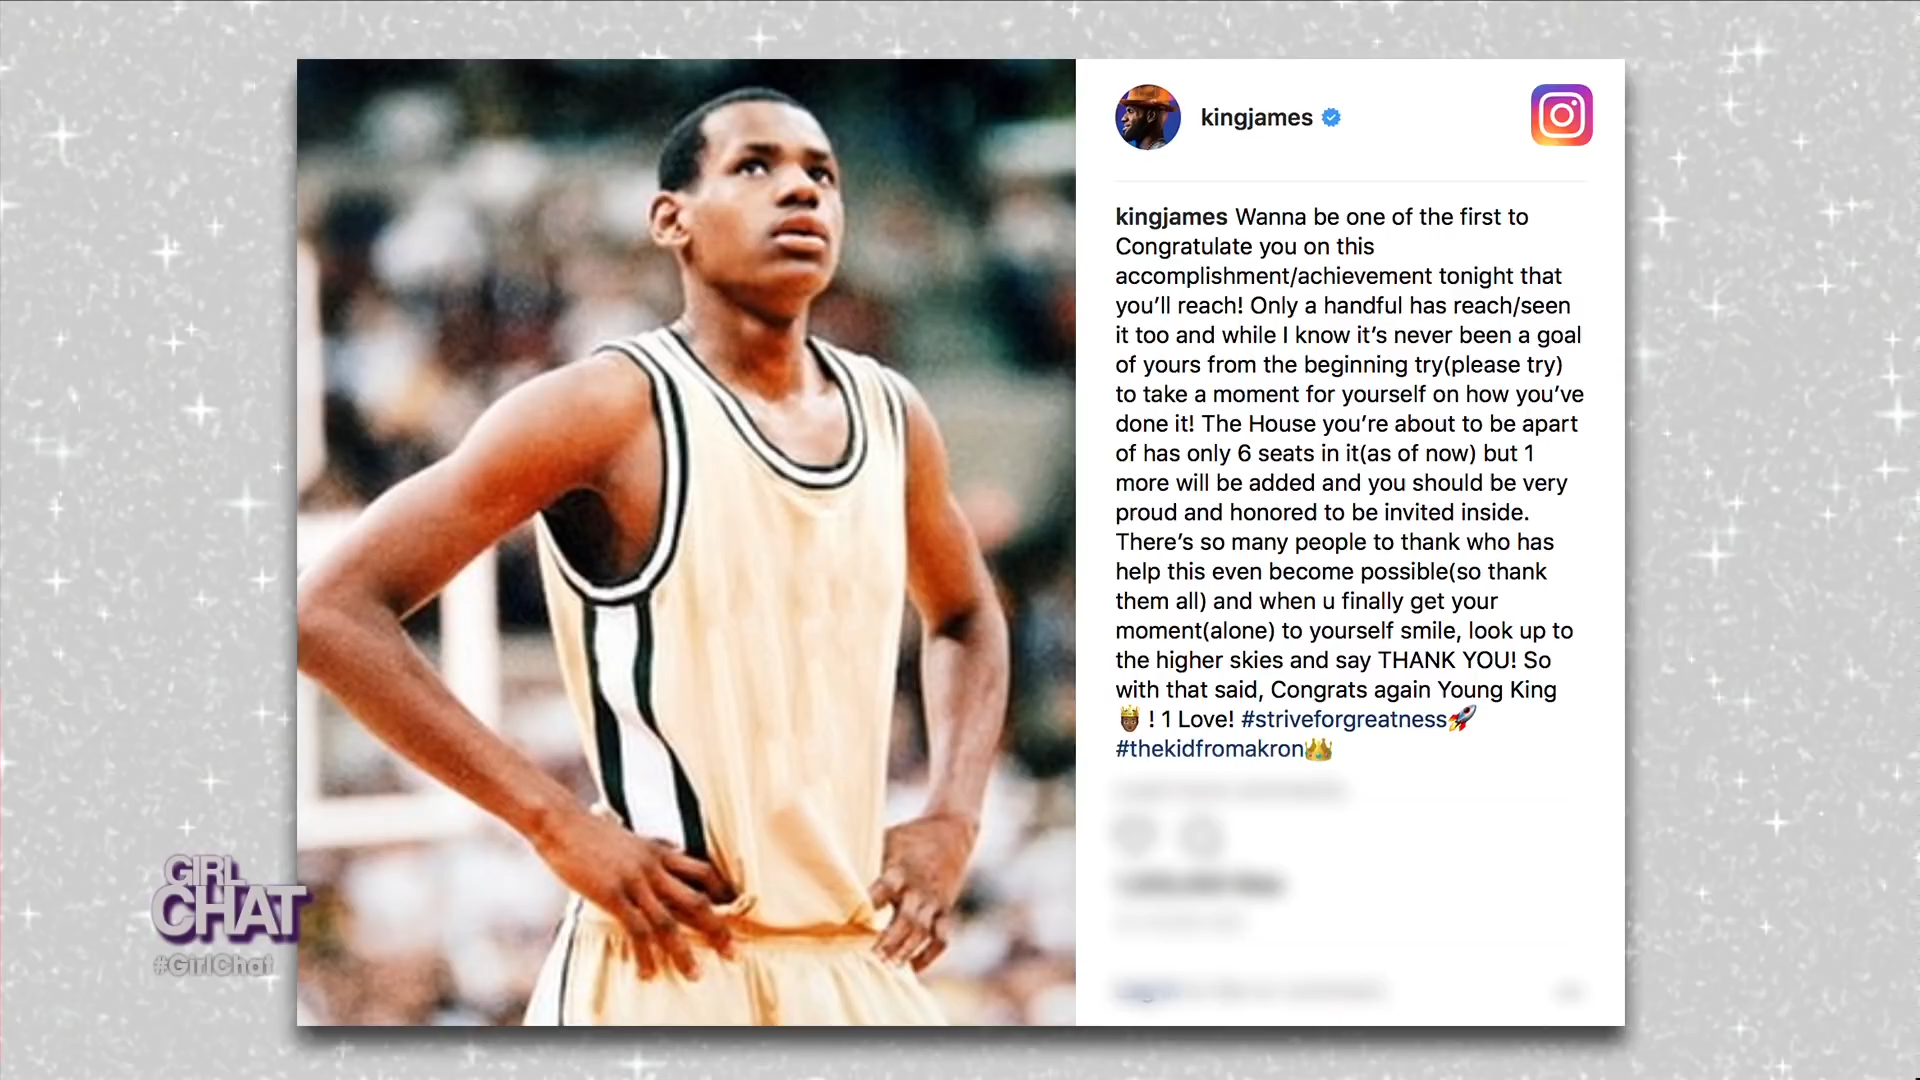 kingjames
kingjames Wanna be one of the first to
Congratulate you on this
accomplishment/achievement tonight that
you’ll reach! Only a handful has reach/seen
it too and while I know it’s never been a goal
of yours from the beginning try(please try)
to take a moment for yourself on how you’ve
done it! The House you’re about to be apart
of has only 6 seats in it(as of now) but 1
more will be added and you should be very
proud and honored to be invited inside.
There’s so many people to thank who has
help this even become possible(so thank
them all) and when u finally get your
moment(alone) to yourself smile, look up to
the higher skies and say THANK YOU! So
with that said, Congrats again Young King
🤴🏾! 1 Love! #striveforgreatness🚀
#thekidfromakron👑
GIRL
CHAT
#GirlChat